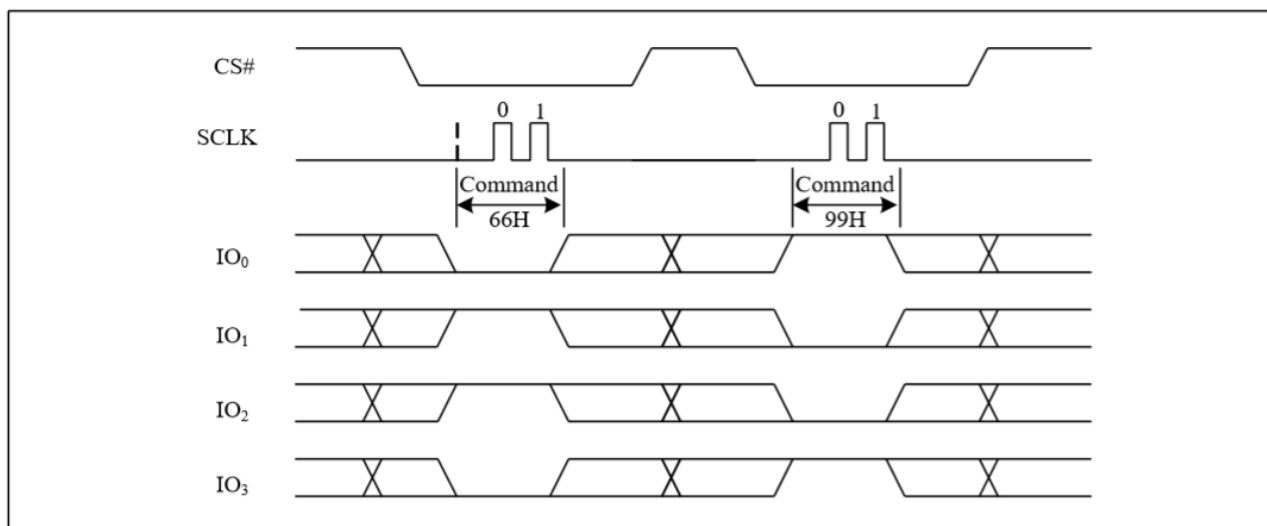 CS#
0 1 0 1
SCLK
Command Command
66H 99H
IO₀
IO₁
IO₂
IO₃